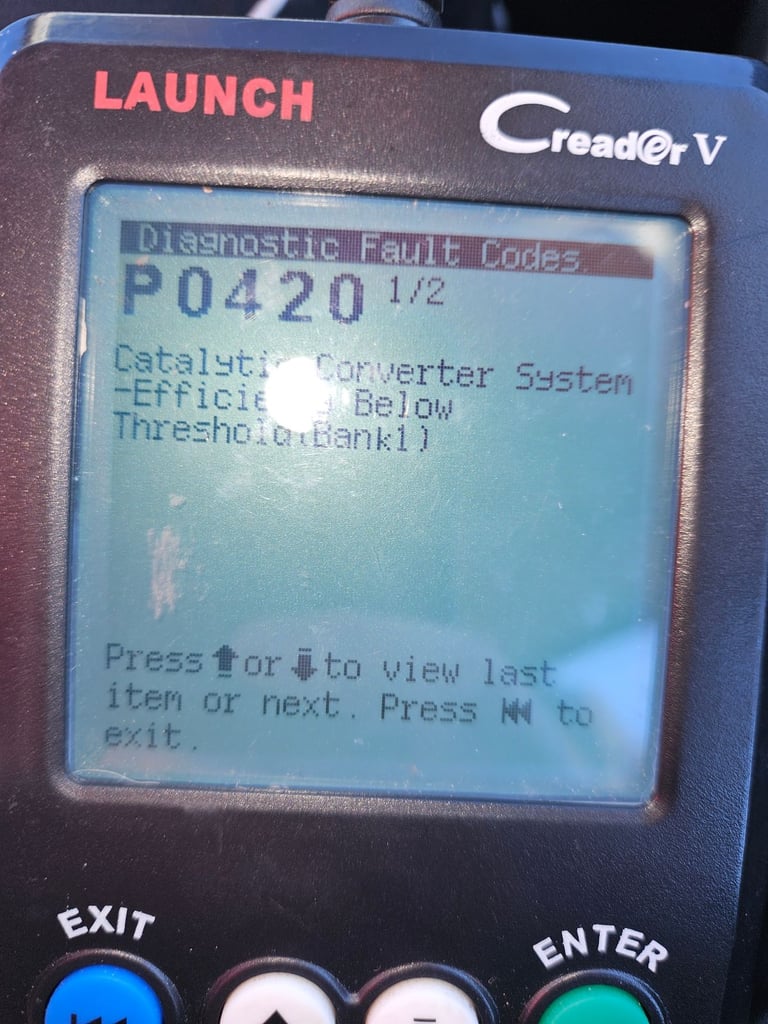 LAUNCH
Creader V
Diagnostic Fault Codes
P0420 1/2
Catalytic Converter System
-Efficiency Below
Threshold(Bank1)
Press⬆or⬇to view last
item or next. Press ⏮ to
exit.
EXIT
ENTER